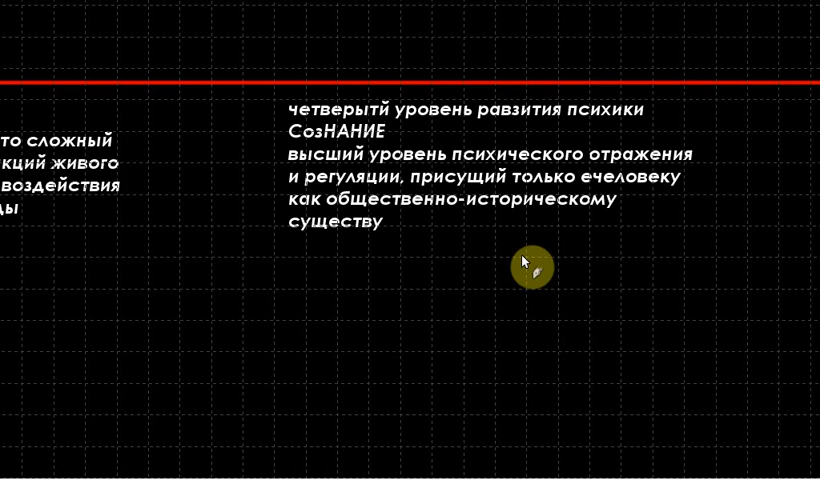 четверытй уровень равзития психики
СозНАНИЕ
высший уровень психического отражения
и регуляции, присущий только ечеловеку
как общественно-историческому
существу
то сложный
кций живого
воздействия
ды